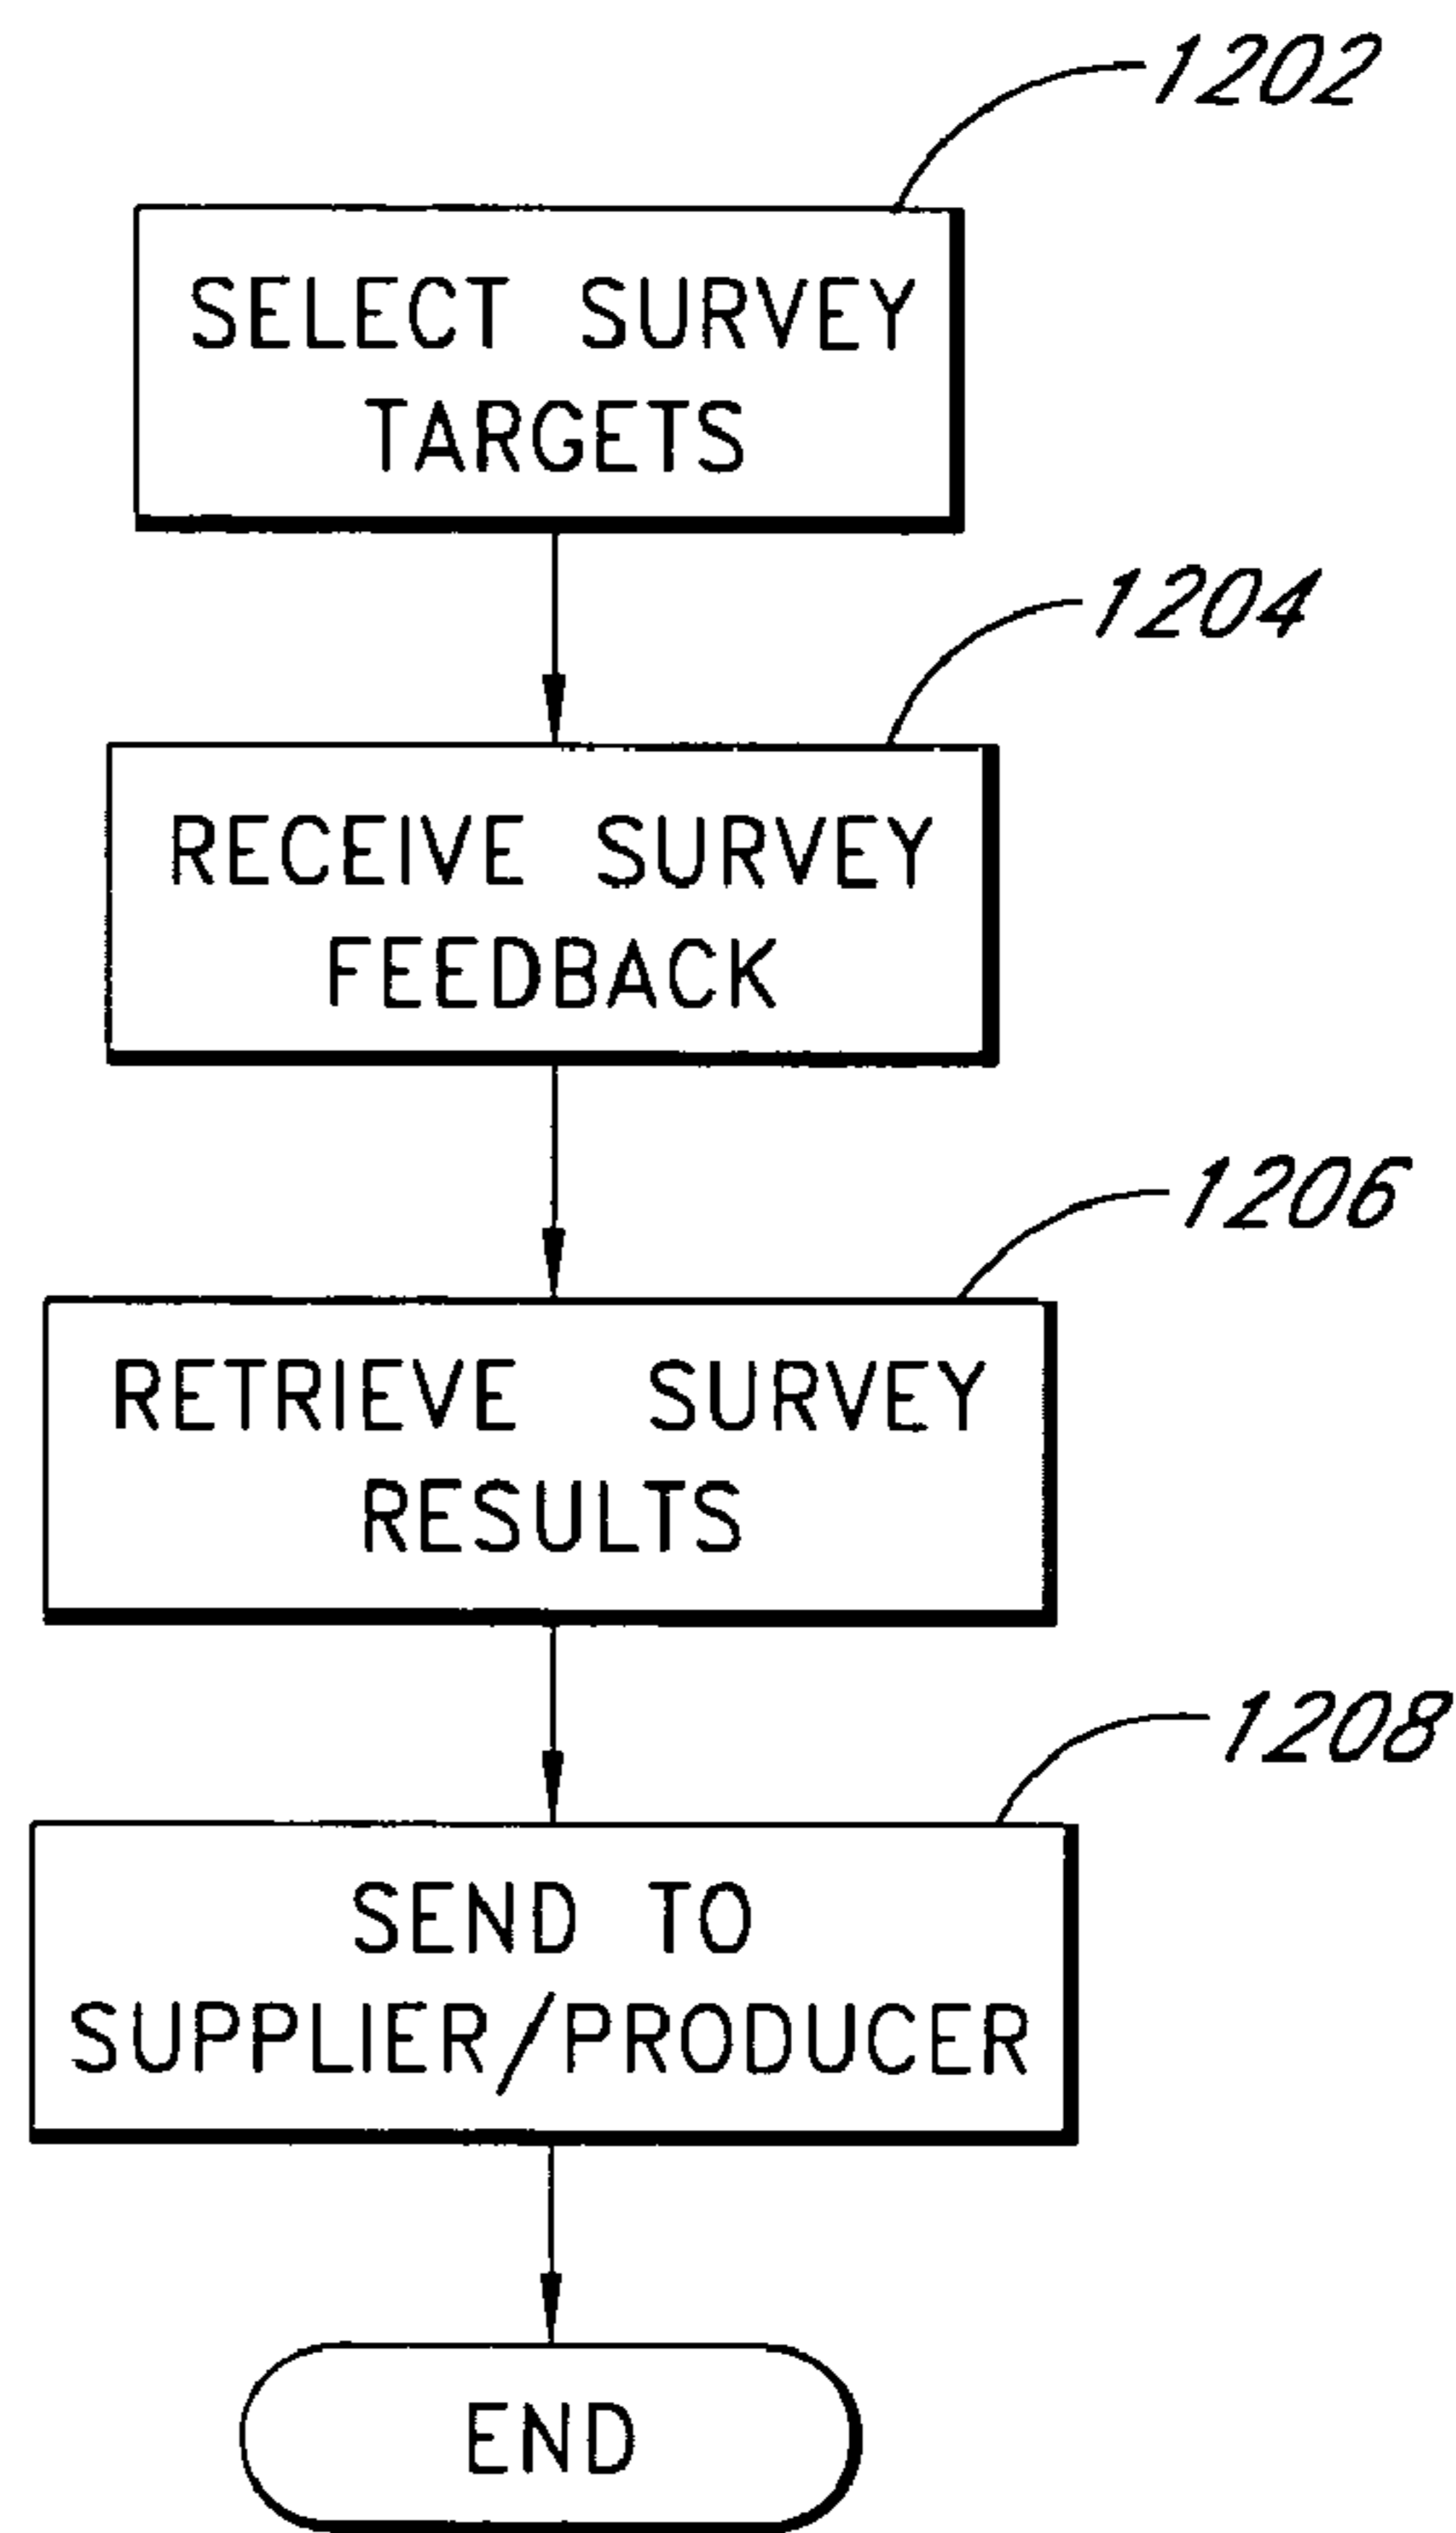 1202
SELECT SURVEY
TARGETS
1204
RECEIVE SURVEY
FEEDBACK
1206
RETRIEVE SURVEY
RESULTS
1208
SEND TO
SUPPLIER/PRODUCER
END